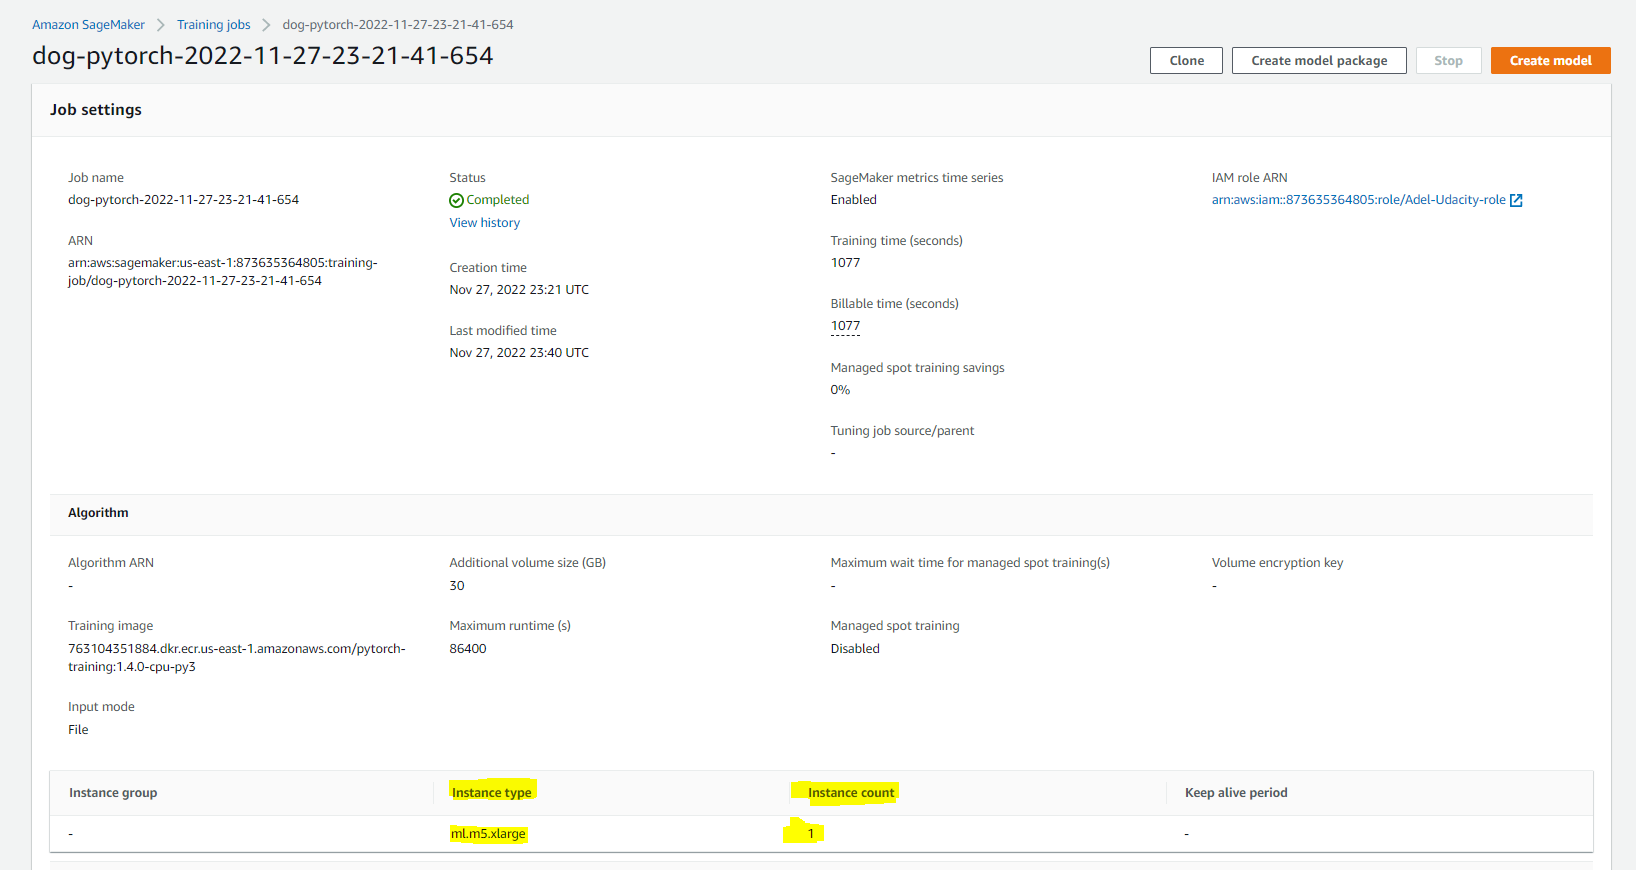 Amazon SageMaker > Training jobs > dog-pytorch-2022-11-27-23-21-41-654
dog-pytorch-2022-11-27-23-21-41-654
Clone
Create model package
Stop
Create model
Job settings
Job name
dog-pytorch-2022-11-27-23-21-41-654
ARN
arn:aws:sagemaker:us-east-1:873635364805:training-
job/dog-pytorch-2022-11-27-23-21-41-654
Status
Completed
View history
Creation time
Nov 27, 2022 23:21 UTC
Last modified time
Nov 27, 2022 23:40 UTC
SageMaker metrics time series
Enabled
Training time (seconds)
1077
Billable time (seconds)
1077
Managed spot training savings
0%
Tuning job source/parent
-
IAM role ARN
arn:aws:iam::873635364805:role/Adel-Udacity-role
Algorithm
Algorithm ARN
-
Training image
763104351884.dkr.ecr.us-east-1.amazonaws.com/pytorch-
training:1.4.0-cpu-py3
Input mode
File
Additional volume size (GB)
30
Maximum runtime (s)
86400
Maximum wait time for managed spot training(s)
-
Managed spot training
Disabled
Volume encryption key
-
Instance group
Instance type
Instance count
Keep alive period
-
ml.m5.xlarge
1
-